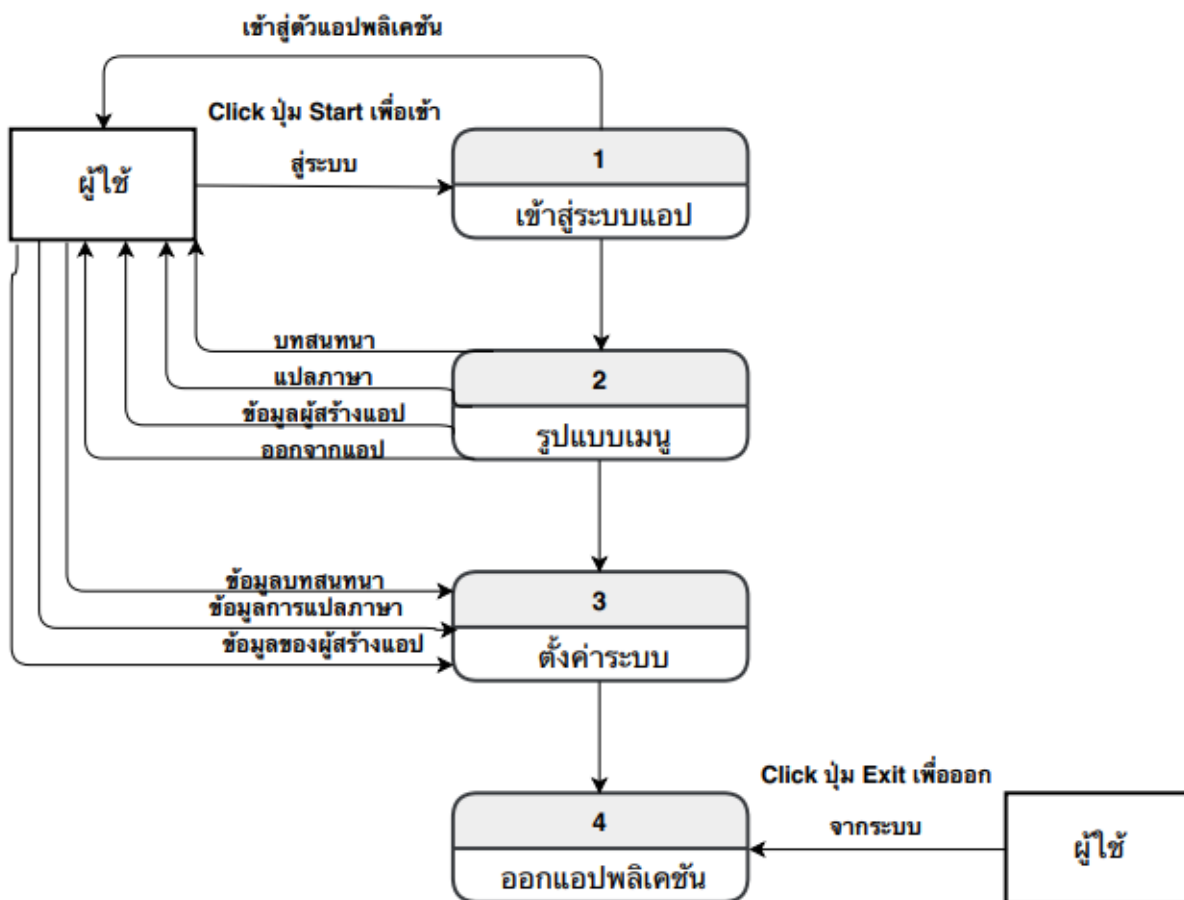 เข้าสู่ตัวแอปพลิเคชัน
Click ปุ่ม Start เพื่อเข้า
สู่ระบบ
ผู้ใช้
1
เข้าสู่ระบบแอป
บทสนทนา
แปลภาษา
ข้อมูลผู้สร้างแอป
ออกจากแอป
2
รูปแบบเมนู
ข้อมูลบทสนทนา
ข้อมูลการแปลภาษา
ข้อมูลของผู้สร้างแอป
3
ตั้งค่าระบบ
Click ปุ่ม Exit เพื่อออก
จากระบบ
4
ออกแอปพลิเคชัน
ผู้ใช้